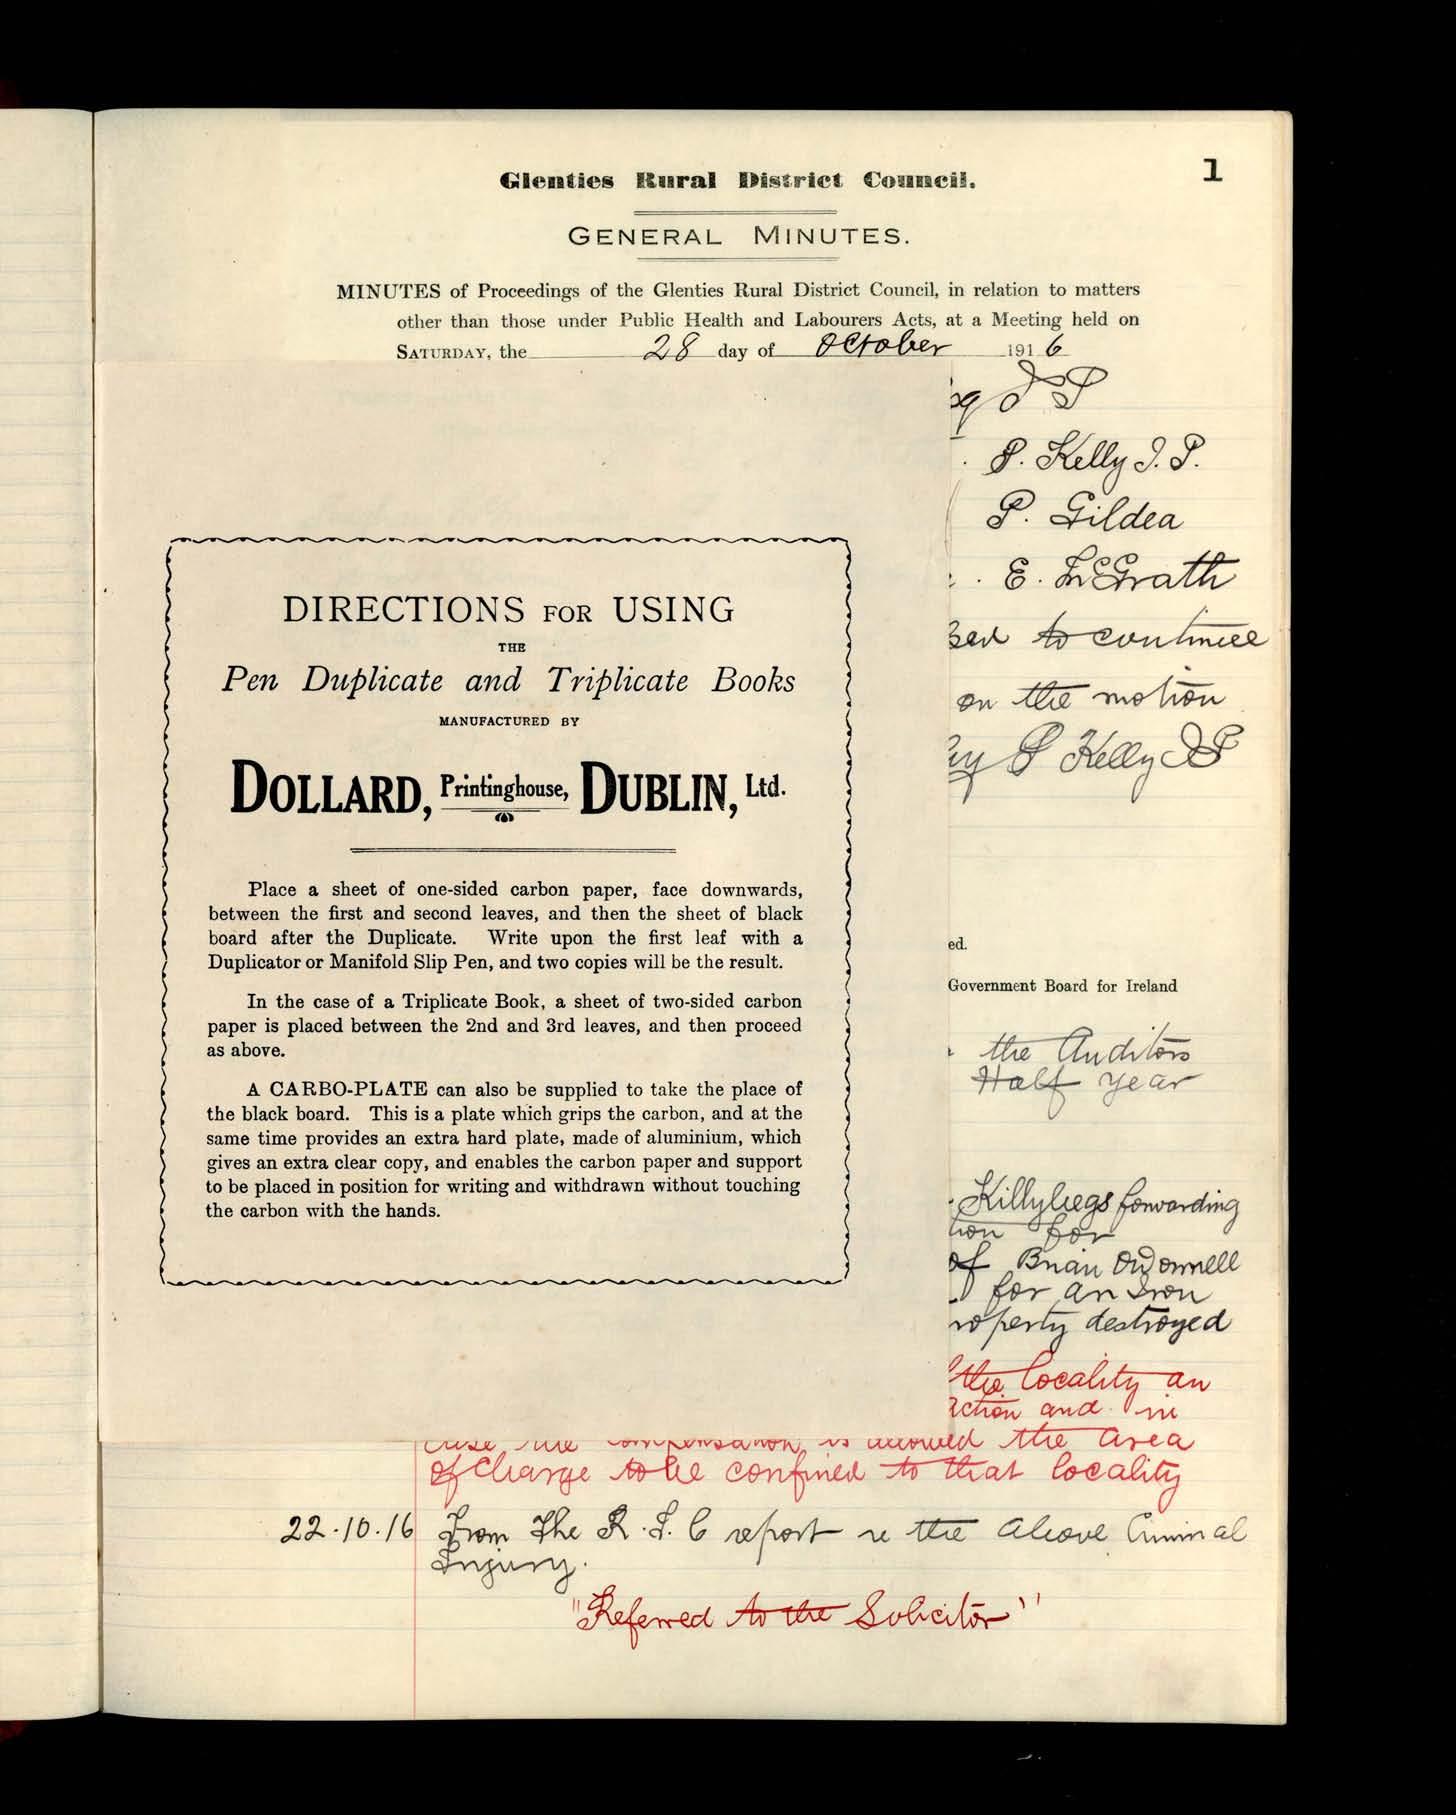 1
Glenties Rural District Council.
GENERAL MINUTES.
MINUTES of Proceedings of the Glenties Rural District Council, in relation to matters
other than those under Public Health and Labourers Acts, at a Meeting held on
SATURDAY, the 28 day of October 1916
J P
P. Kelly J. P.
P. Gildea
E. McGrath
to continue
on the motion
P Kelly JP
DIRECTIONS FOR USING
THE
Pen Duplicate and Triplicate Books
MANUFACTURED BY
DOLLARD, Printinghouse, DUBLIN, Ltd.
Place a sheet of one-sided carbon paper, face downwards,
between the first and second leaves, and then the sheet of black
board after the Duplicate. Write upon the first leaf with a
Duplicator or Manifold Slip Pen, and two copies will be the result.
In the case of a Triplicate Book, a sheet of two-sided carbon
paper is placed between the 2nd and 3rd leaves, and then proceed
as above.
A CARBO-PLATE can also be supplied to take the place of
the black board. This is a plate which grips the carbon, and at the
same time provides an extra hard plate, made of aluminium, which
gives an extra clear copy, and enables the carbon paper and support
to be placed in position for writing and withdrawn without touching
the carbon with the hands.
ed.
Government Board for Ireland
the Auditors
Half year
Killybegs forwarding
tion for
of Brian O'Donnell
for an Iron
roperty destroyed
the locality an
action and in
case the compensation is allowed the area
of charge to be confined to that locality
22.10.16 From The R. I. C report re the above Criminal
Injury.
"Referred to the Solicitor"